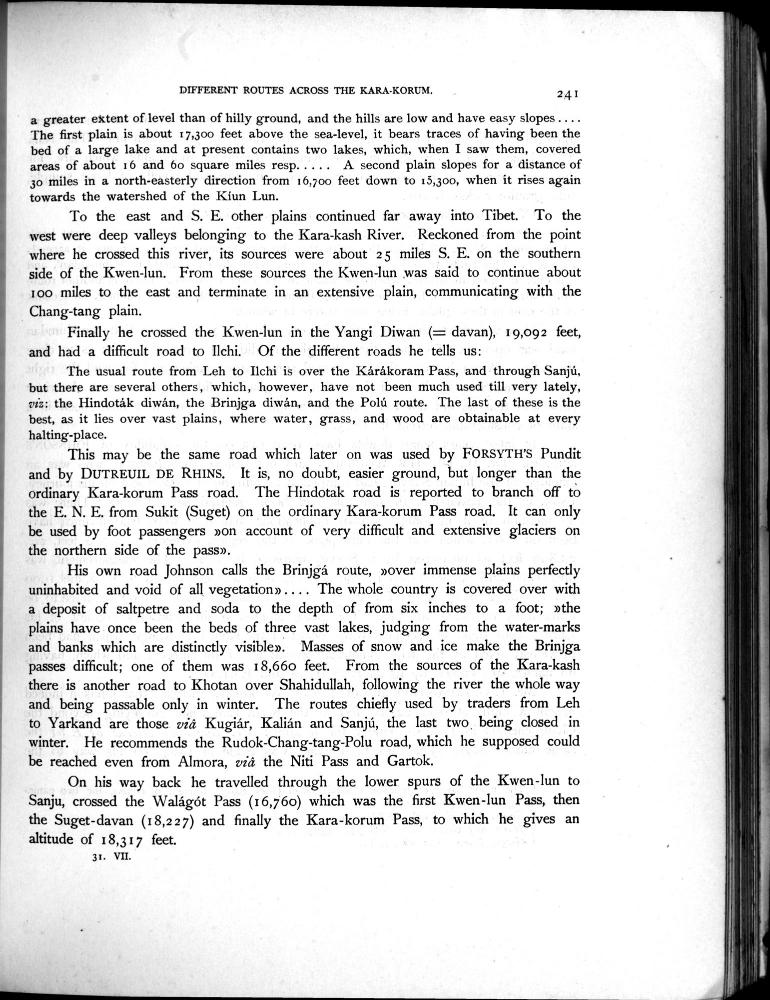 DIFFERENT ROUTES ACROSS THE KARA-KORUM.
241
a greater extent of level than of hilly ground, and the hills are low and have easy slopes . . . .
The first plain is about 17,300 feet above the sea-level, it bears traces of having been the
bed of a large lake and at present contains two lakes, which, when I saw them, covered
areas of about 16 and 60 square miles resp. . . . . A second plain slopes for a distance of
30 miles in a north-easterly direction from 16,700 feet down to 15,300, when it rises again
towards the watershed of the Kíun Lun.
To the east and S. E. other plains continued far away into Tibet. To the
west were deep valleys belonging to the Kara-kash River. Reckoned from the point
where he crossed this river, its sources were about 25 miles S. E. on the southern
side of the Kwen-lun. From these sources the Kwen-lun was said to continue about
100 miles to the east and terminate in an extensive plain, communicating with the
Chang-tang plain.
Finally he crossed the Kwen-lun in the Yangi Diwan (= davan), 19,092 feet,
and had a difficult road to Ilchi. Of the different roads he tells us:
The usual route from Leh to Ilchi is over the Kárákoram Pass, and through Sanjú,
but there are several others, which, however, have not been much used till very lately,
viz: the Hindoták diwán, the Brinjga diwán, and the Polú route. The last of these is the
best, as it lies over vast plains, where water, grass, and wood are obtainable at every
halting-place.
This may be the same road which later on was used by FORSYTH'S Pundit
and by DUTREUIL DE RHINS. It is, no doubt, easier ground, but longer than the
ordinary Kara-korum Pass road. The Hindotak road is reported to branch off to
the E. N. E. from Sukit (Suget) on the ordinary Kara-korum Pass road. It can only
be used by foot passengers »on account of very difficult and extensive glaciers on
the northern side of the pass».
His own road Johnson calls the Brinjgá route, »over immense plains perfectly
uninhabited and void of all vegetation» . . . . The whole country is covered over with
a deposit of saltpetre and soda to the depth of from six inches to a foot; »the
plains have once been the beds of three vast lakes, judging from the water-marks
and banks which are distinctly visible». Masses of snow and ice make the Brinjga
passes difficult; one of them was 18,660 feet. From the sources of the Kara-kash
there is another road to Khotan over Shahidullah, following the river the whole way
and being passable only in winter. The routes chiefly used by traders from Leh
to Yarkand are those viâ Kugiár, Kalián and Sanjú, the last two being closed in
winter. He recommends the Rudok-Chang-tang-Polu road, which he supposed could
be reached even from Almora, viâ the Niti Pass and Gartok.
On his way back he travelled through the lower spurs of the Kwen-lun to
Sanju, crossed the Walágót Pass (16,760) which was the first Kwen-lun Pass, then
the Suget-davan (18,227) and finally the Kara-korum Pass, to which he gives an
altitude of 18,317 feet.
31. VII.